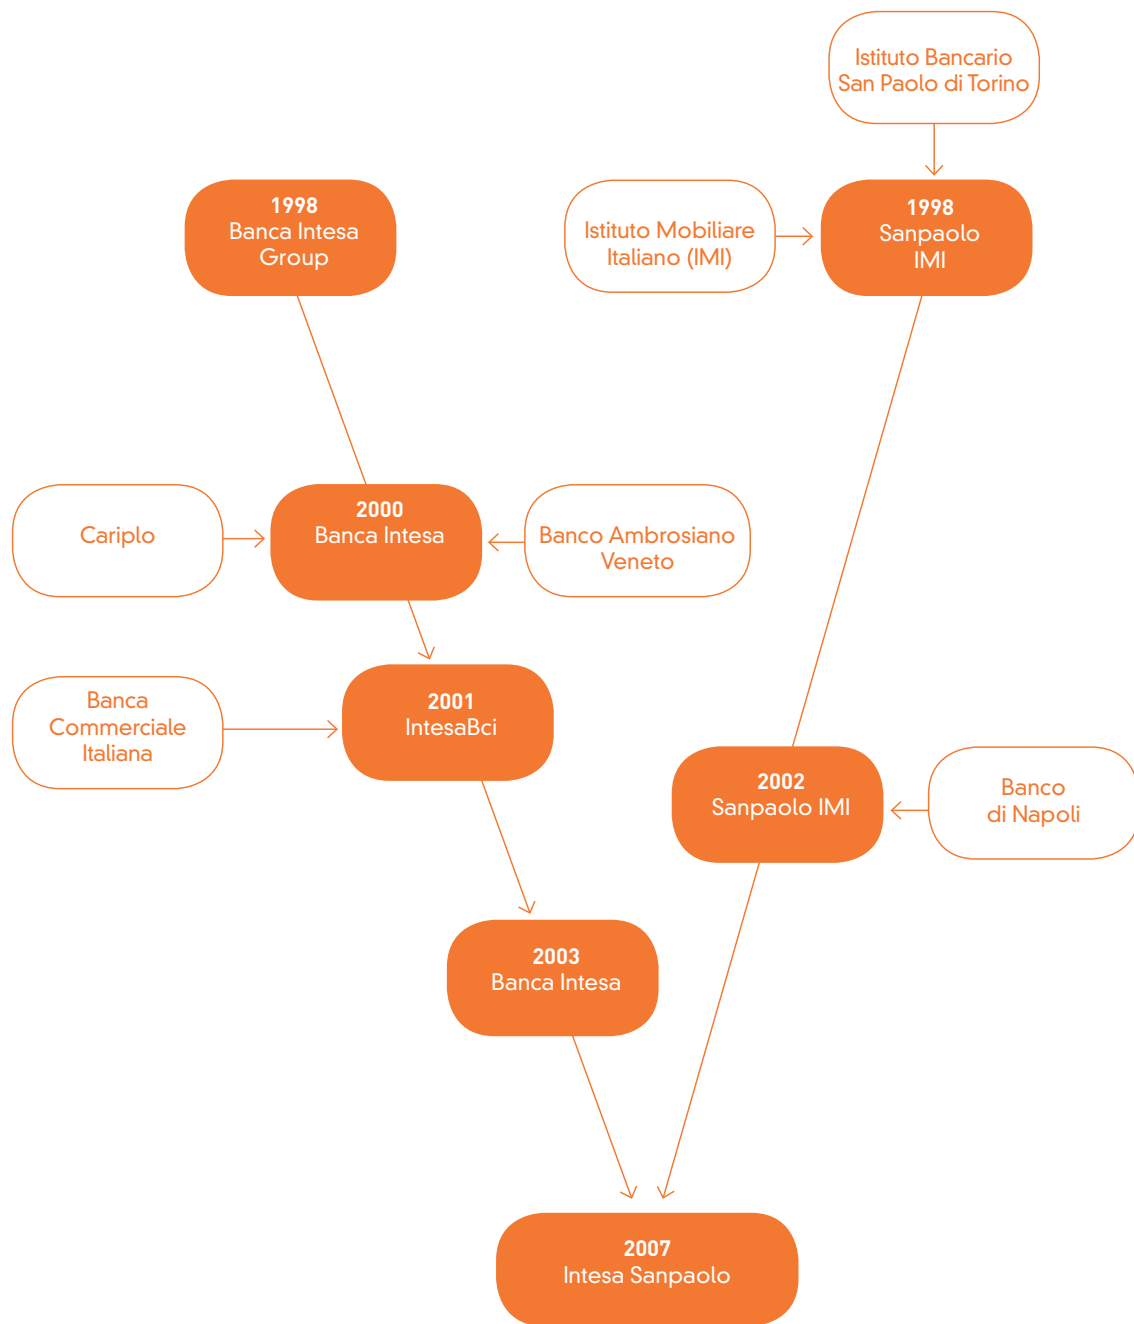 Istituto Bancario
San Paolo di Torino
1998
Banca Intesa
Group
Istituto Mobiliare
Italiano (IMI)
1998
Sanpaolo
IMI
Cariplo
2000
Banca Intesa
Banco Ambrosiano
Veneto
Banca
Commerciale
Italiana
2001
IntesaBci
2002
Sanpaolo IMI
Banco
di Napoli
2003
Banca Intesa
2007
Intesa Sanpaolo